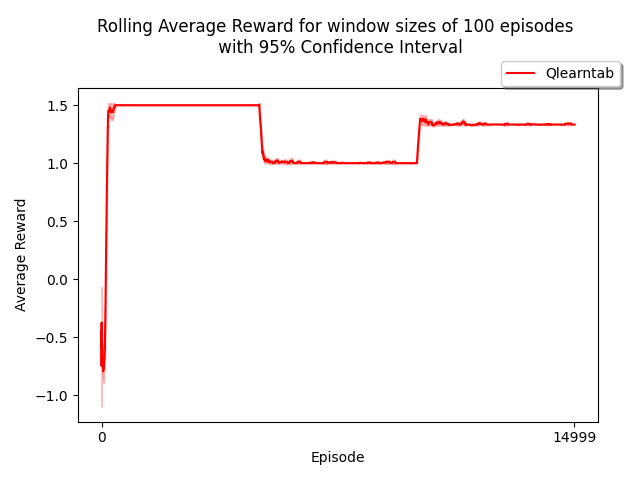 Rolling Average Reward for window sizes of 100 episodes
with 95% Confidence Interval
Qlearntab
1.5
1.0
0.5
0.0
−0.5
−1.0
Average Reward
0
14999
Episode